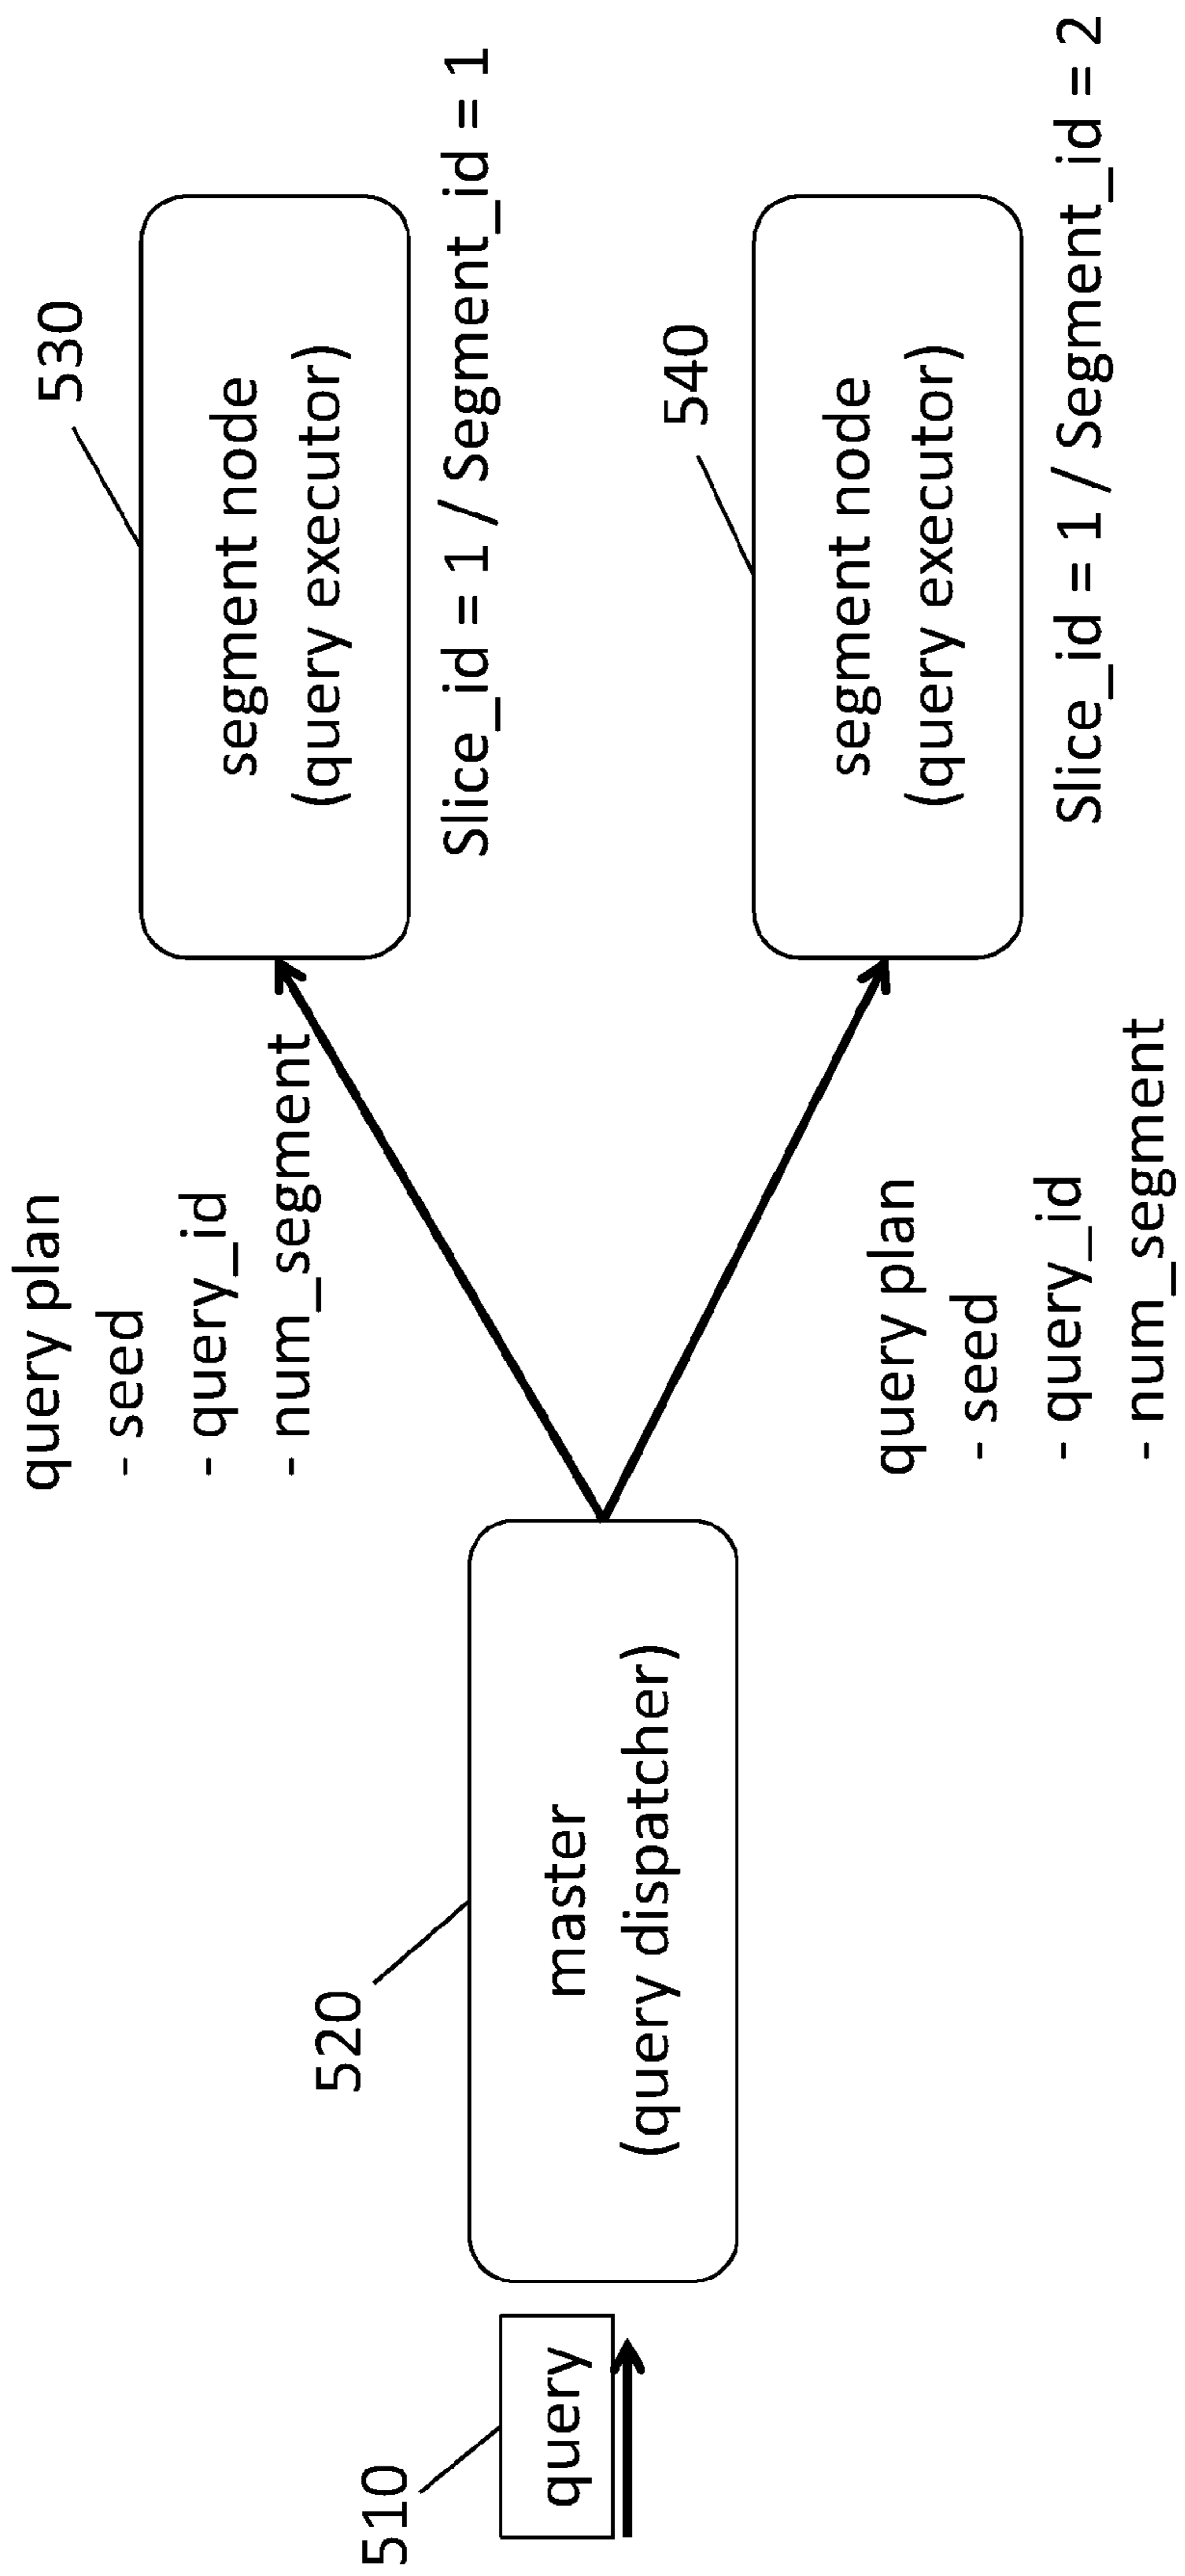 510
query
520
master
(query dispatcher)
query plan
- seed
- query_id
- num_segment
530
segment node
(query executor)
Slice_id = 1 / Segment_id = 1
query plan
- seed
- query_id
- num_segment
540
segment node
(query executor)
Slice_id = 1 / Segment_id = 2